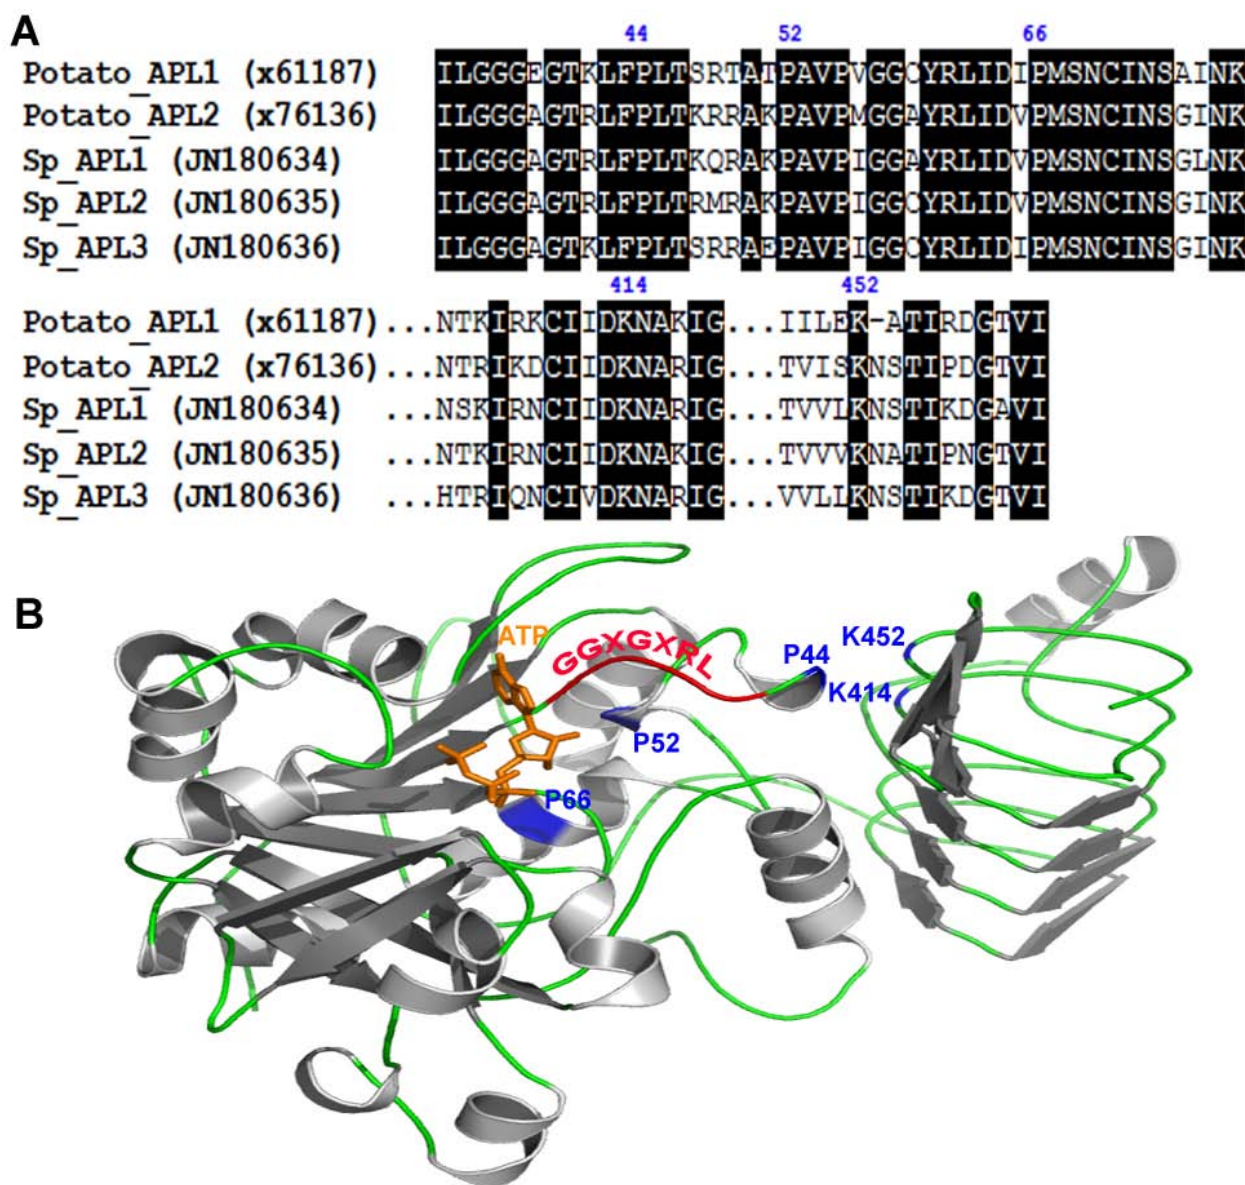 A
44 52 66
Potato_APL1 (x61187) ILGGGEGTKLFPLTSRTATPAVPVGGCYRLIDIPMSNCINSAINK
Potato_APL2 (x76136) ILGGGAGTRLFPLTKRRAKPAVPMGGAYRLIDVPMSNCINSGINK
Sp_APL1 (JN180634) ILGGGAGTRLFPLTKQRAKPAVPIGGAYRLIDVPMSNCINSGLNK
Sp_APL2 (JN180635) ILGGGAGTRLFPLTRMRAKPAVPIGGCYRLIDVPMSNCINSGINK
Sp_APL3 (JN180636) ILGGGAGTKLFPLTSRRAEPAVPIGGCYRLIDIPMSNCINSGINK
414 452
Potato_APL1 (x61187)...NTKIRKCIIDKNAKIG...IILEK-ATIRDGTVI
Potato_APL2 (x76136)...NTRIKDCIIDKNARIG...TVISKNSTIPDGTVI
Sp_APL1 (JN180634) ...NSKIRNCIIDKNARIG...TVVLKNSTIKDGAVI
Sp_APL2 (JN180635) ...NTKIRNCIIDKNAKIG...TVVVKNATIPNGTVI
Sp_APL3 (JN180636) ...HTRIQNCIVDKNARIG...VVLLKNSTIKDGTVI
B
ATP
GGXGXRL
P44
K452
K414
P52
P66